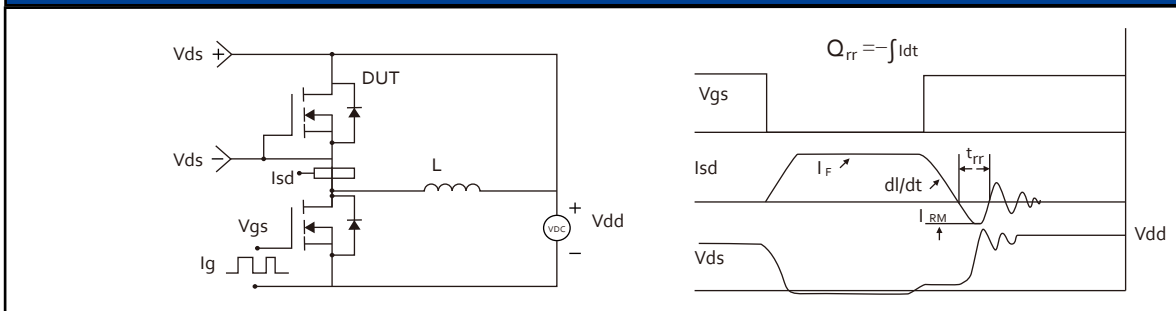 Vds +
DUT
Vds −
Isd
L
Vgs
Ig
VDC
+
−
Vdd
Qrr =−∫Idt
Vgs
Isd
IF
dI/dt
trr
IRM
Vds
Vdd